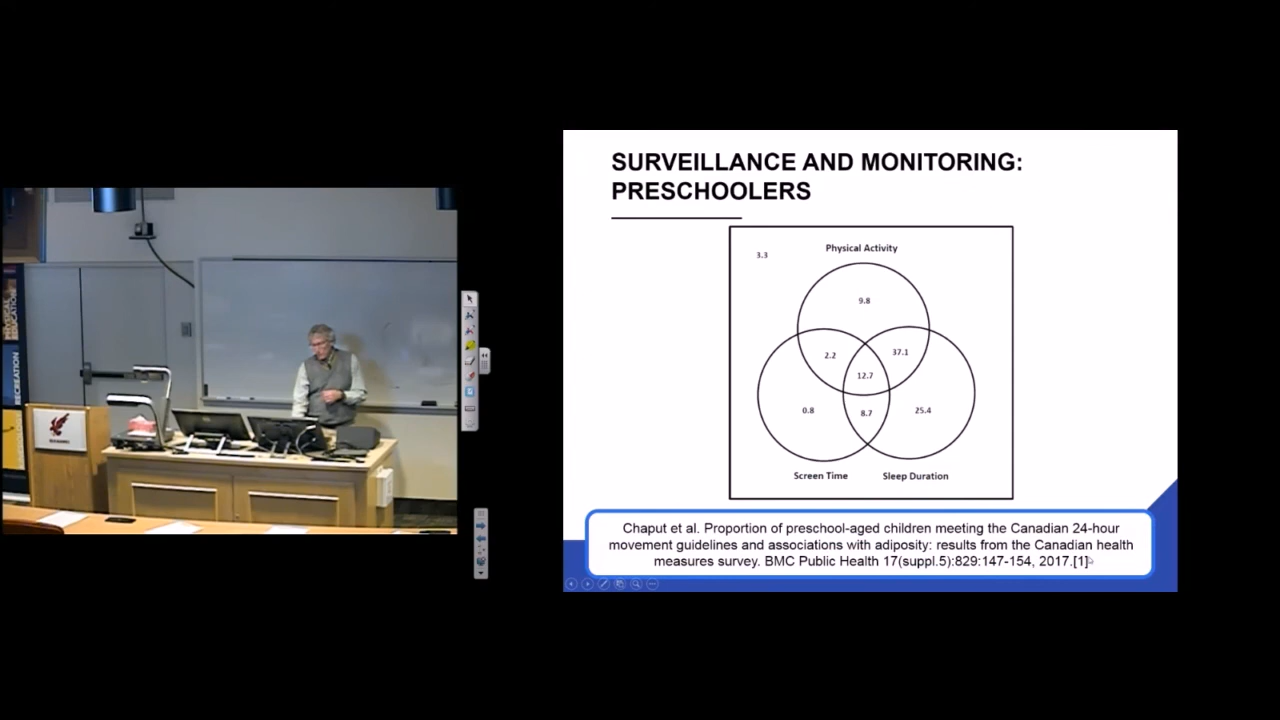 SURVEILLANCE AND MONITORING:
PRESCHOOLERS
Physical Activity
3.3
9.8
2.2
37.1
12.7
0.8
8.7
25.4
Screen Time
Sleep Duration
Chaput et al. Proportion of preschool-aged children meeting the Canadian 24-hour
movement guidelines and associations with adiposity: results from the Canadian health
measures survey. BMC Public Health 17(suppl.5):829:147-154, 2017.[1]
PHYSICAL
EDUCATION
RECREATION